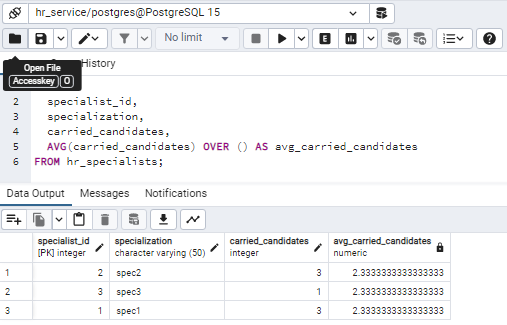 hr_service/postgres@PostgreSQL 15
No limit
E
Open File
Accesskey O
History
2 specialist_id,
3 specialization,
4 carried_candidates,
5 AVG(carried_candidates) OVER () AS avg_carried_candidates
6 FROM hr_specialists;
Data Output Messages Notifications
specialist_id specialization carried_candidates avg_carried_candidates
[PK] integer character varying (50) integer numeric
1 2 spec2 3 2.3333333333333333
2 3 spec3 1 2.3333333333333333
3 1 spec1 3 2.3333333333333333